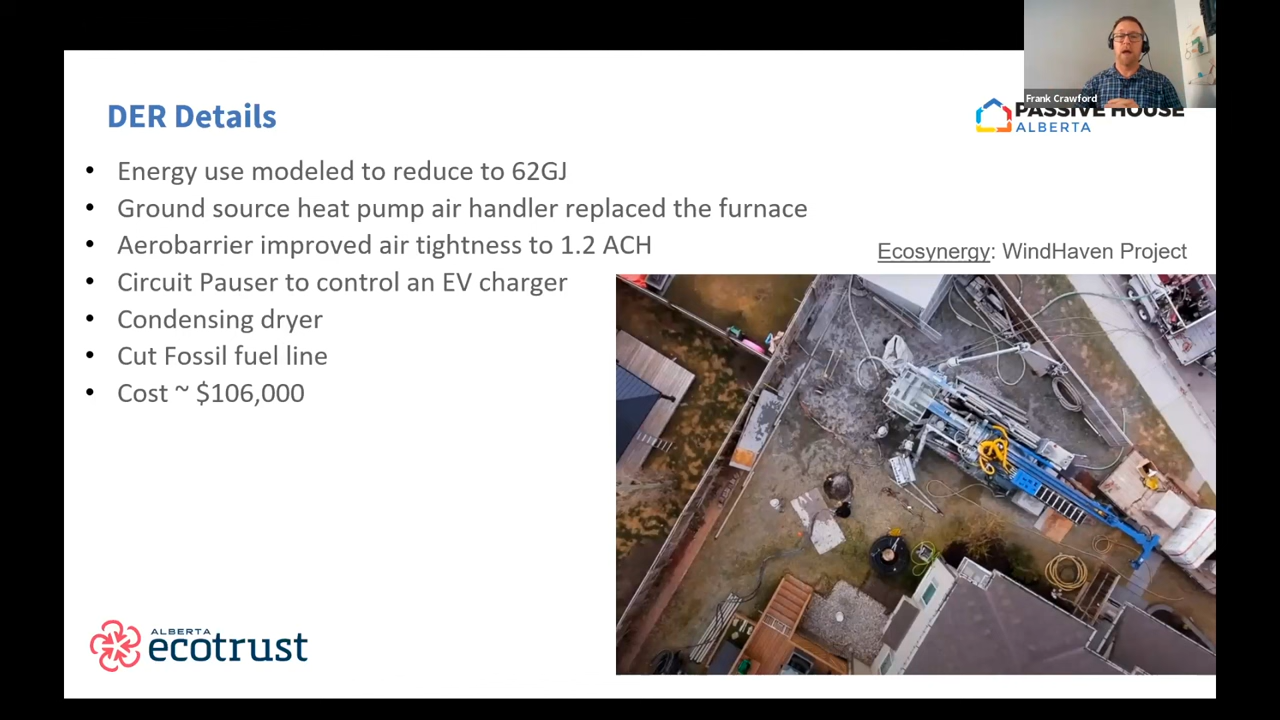 Frank Crawford
DER Details
PASSIVE HOUSE
ALBERTA
• Energy use modeled to reduce to 62GJ
• Ground source heat pump air handler replaced the furnace
• Aerobarrier improved air tightness to 1.2 ACH
Ecosynergy: WindHaven Project
• Circuit Pauser to control an EV charger
• Condensing dryer
• Cut Fossil fuel line
• Cost ~ $106,000
ALBERTA
ecotrust